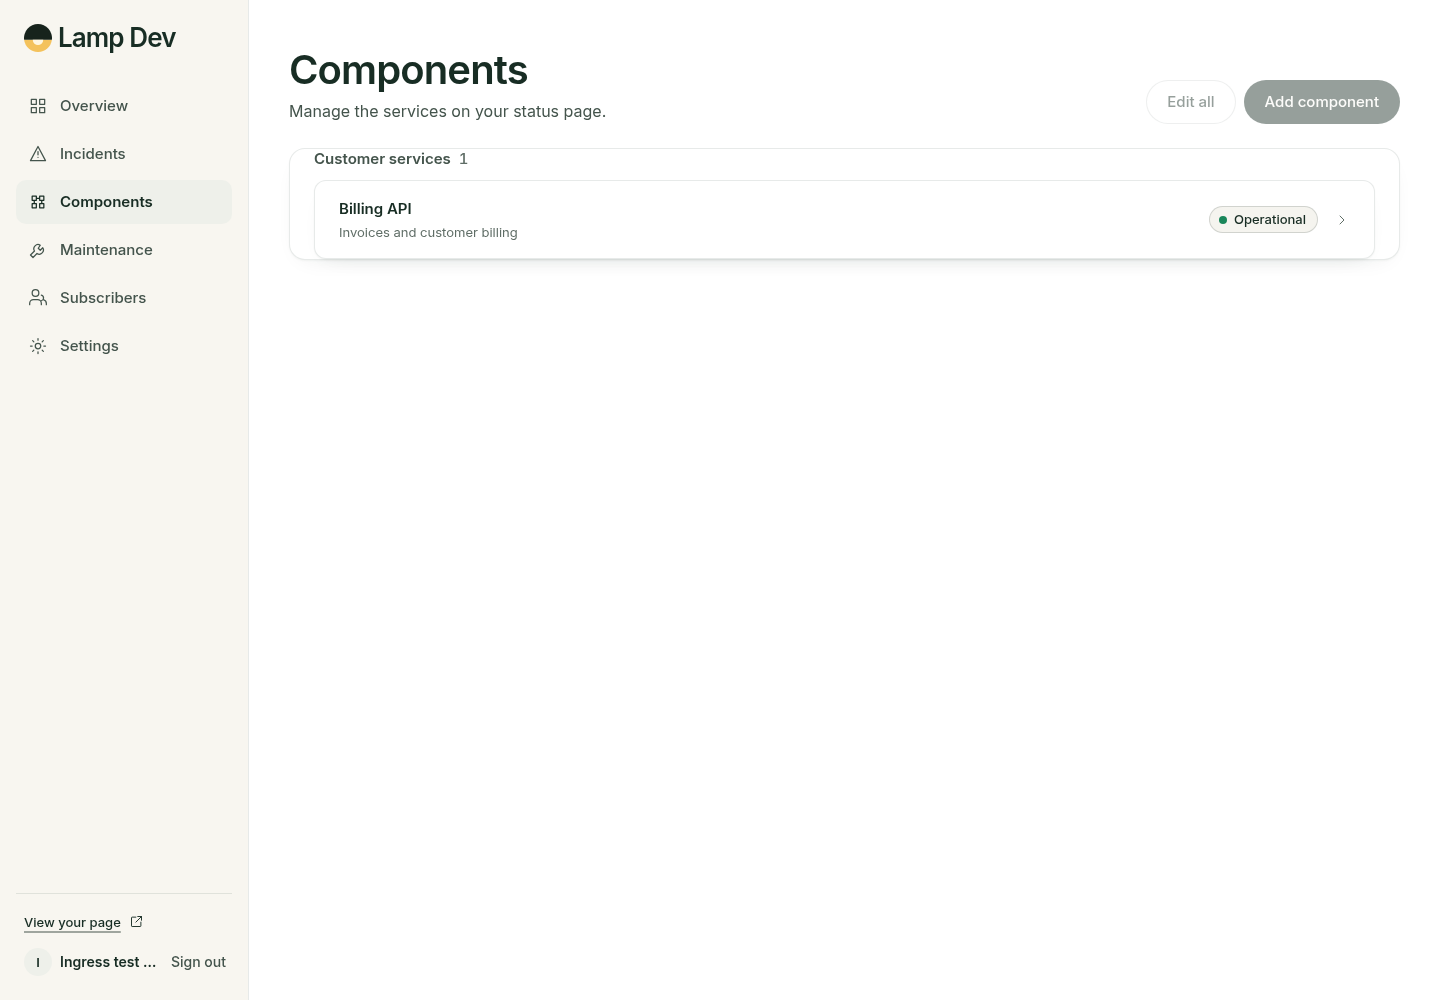 Lamp Dev
Overview
Incidents
Components
Maintenance
Subscribers
Settings
View your page
I
Ingress test ...
Sign out
Components
Manage the services on your status page.
Edit all
Add component
Customer services 1
Billing API
Invoices and customer billing
Operational